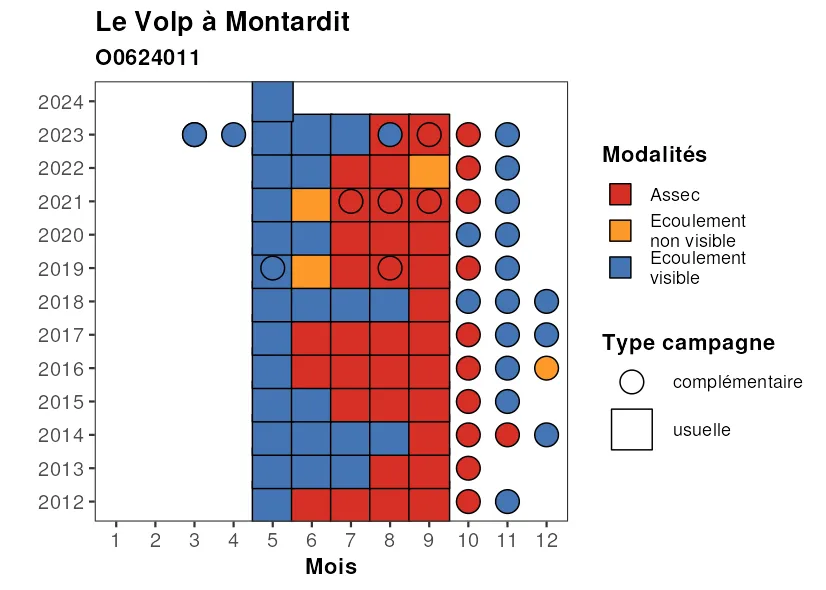 Le Volp à Montardit
O0624011
2024
2023
2022
2021
2020
2019
2018
2017
2016
2015
2014
2013
2012
1 2 3 4 5 6 7 8 9 10 11 12
Mois
Modalités
Assec
Ecoulement
non visible
Ecoulement
visible
Type campagne
complémentaire
usuelle